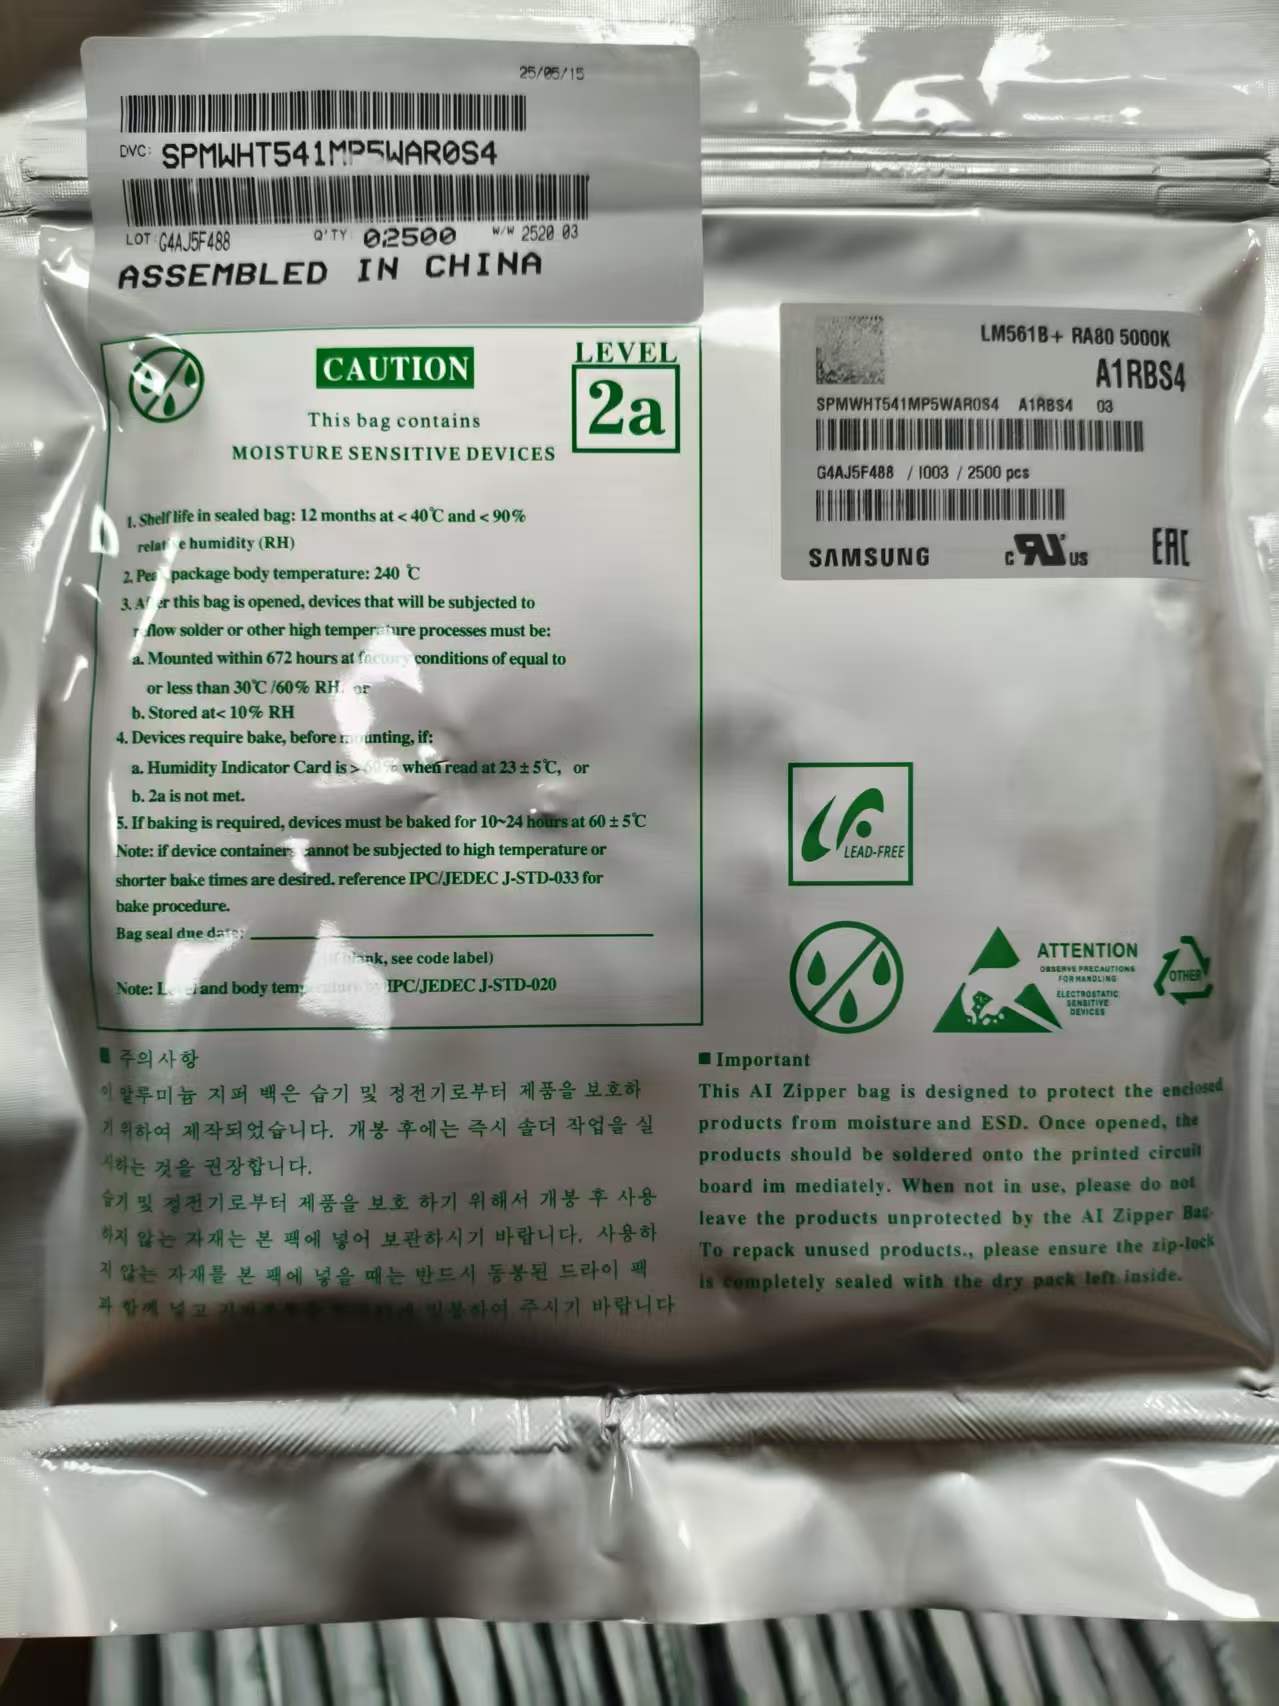 25/05/15
DVC: SPMWHT541MP5WAR0S4
LOT G4AJ5F488 Q'TY 02500 W/W 2520 03
ASSEMBLED IN CHINA
CAUTION
LEVEL
2a
This bag contains
MOISTURE SENSITIVE DEVICES
1. Shelf life in sealed bag: 12 months at < 40℃ and < 90%
humidity (RH)
2. package body temperature: 240 ℃
3. this bag is opened, devices that will be subjected to
solder or other high temperature processes must be:
a. Mounted within 672 hours at factory conditions of equal to
or less than 30℃/60% RH. or
b. Stored at< 10% RH
4. Devices require bake, before mounting, if:
a. Humidity Indicator Card is > when read at 23 ± 5℃, or
b. 2a is not met.
5. If baking is required, devices must be baked for 10~24 hours at 60 ± 5℃
Note: if device containers cannot be subjected to high temperature or
shorter bake times are desired. reference IPC/JEDEC J-STD-033 for
bake procedure.
Bag seal due date:
see code label)
Note: and body IPC/JEDEC J-STD-020
LM561B+ RA80 5000K
A1RBS4
SPMWHT541MP5WAR0S4 A1RBS4 03
G4AJ5F488 / I003 / 2500 pcs
SAMSUNG c RU us EAC
LEAD-FREE
ATTENTION
OBSERVE PRECAUTIONS
FOR HANDLING
ELECTROSTATIC
SENSITIVE
DEVICES
OTHER
■ 주의사항
이 알루미늄 지퍼 백은 습기 및 정전기로부터 제품을 보호하
기 위하여 제작되었습니다. 개봉 후에는 즉시 솔더 작업을 실
시하는 것을 권장합니다.
습기 및 정전기로부터 제품을 보호 하기 위해서 개봉 후 사용
하지 않는 자재는 본 팩에 넣어 보관하시기 바랍니다. 사용하
지 않는 자재를 본 팩에 넣을 때는 반드시 동봉된 드라이 팩
과 함께 넣고 밀봉하여 주시기 바랍니다
■ Important
This AI Zipper bag is designed to protect the enclosed
products from moisture and ESD. Once opened, the
products should be soldered onto the printed circuit
board im mediately. When not in use, please do not
leave the products unprotected by the AI Zipper Bag.
To repack unused products., please ensure the zip-lock
is completely sealed with the dry pack left inside.